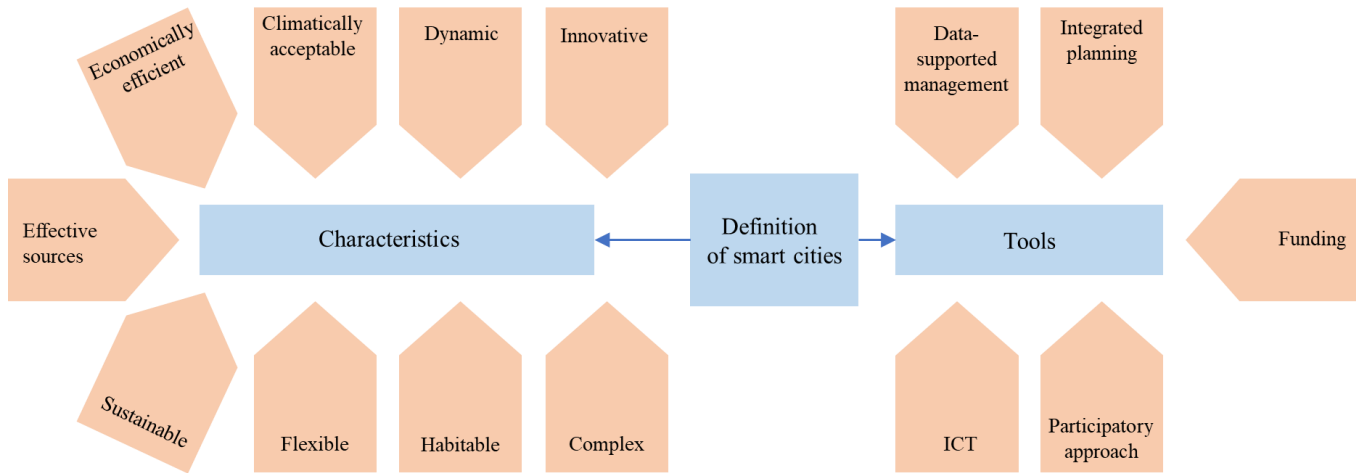 Economically
efficient
Climatically
acceptable
Dynamic
Innovative
Data-
supported
management
Integrated
planning
Effective
sources
Characteristics
Definition
of smart cities
Tools
Funding
Sustainable
Flexible
Habitable
Complex
ICT
Participatory
approach